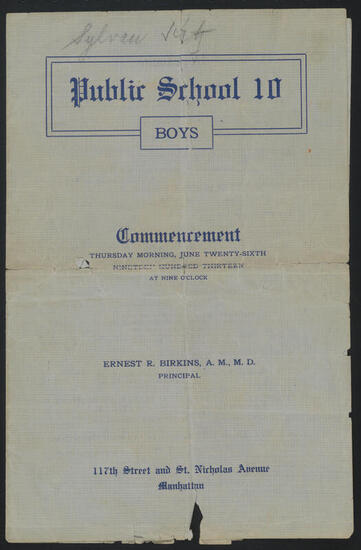 Sylvan
Public School 10
BOYS
Commencement
THURSDAY MORNING, JUNE TWENTY-SIXTH
NINETEEN HUNDRED THIRTEEN
AT NINE O'CLOCK
ERNEST R. BIRKINS, A. M., M. D.
PRINCIPAL
117th Street and St. Nicholas Avenue
Manhattan